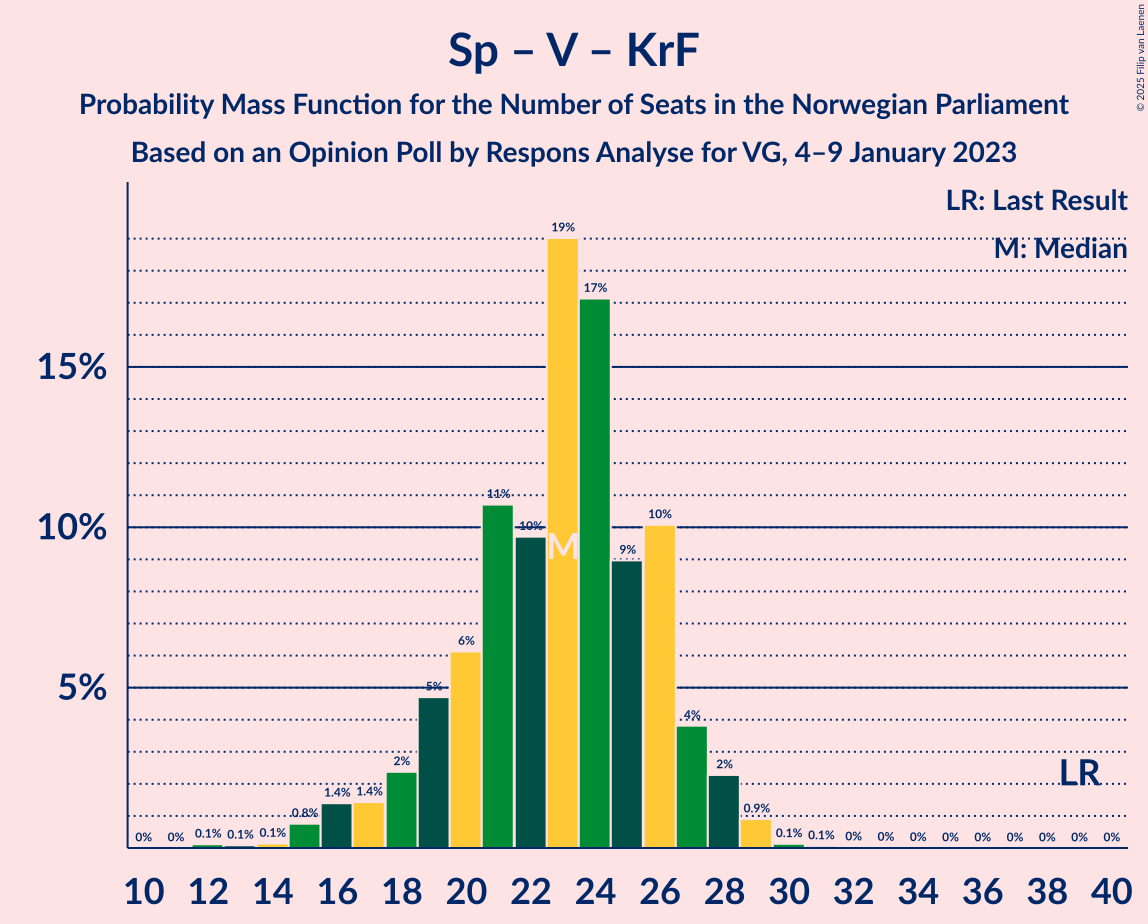 Sp – V – KrF
Probability Mass Function for the Number of Seats in the Norwegian Parliament
Based on an Opinion Poll by Respons Analyse for VG, 4–9 January 2023
© 2025 Filip van Laenen
LR: Last Result
M: Median
15%
10%
5%
0% 0% 0.1% 0.1% 0.1% 0.8% 1.4% 1.4% 2% 5% 6% 11% 10% 19% 17% 9% 10% 4% 2% 0.9% 0.1% 0.1% 0% 0% 0% 0% 0% 0% 0% 0% 0%
M
LR
10 12 14 16 18 20 22 24 26 28 30 32 34 36 38 40